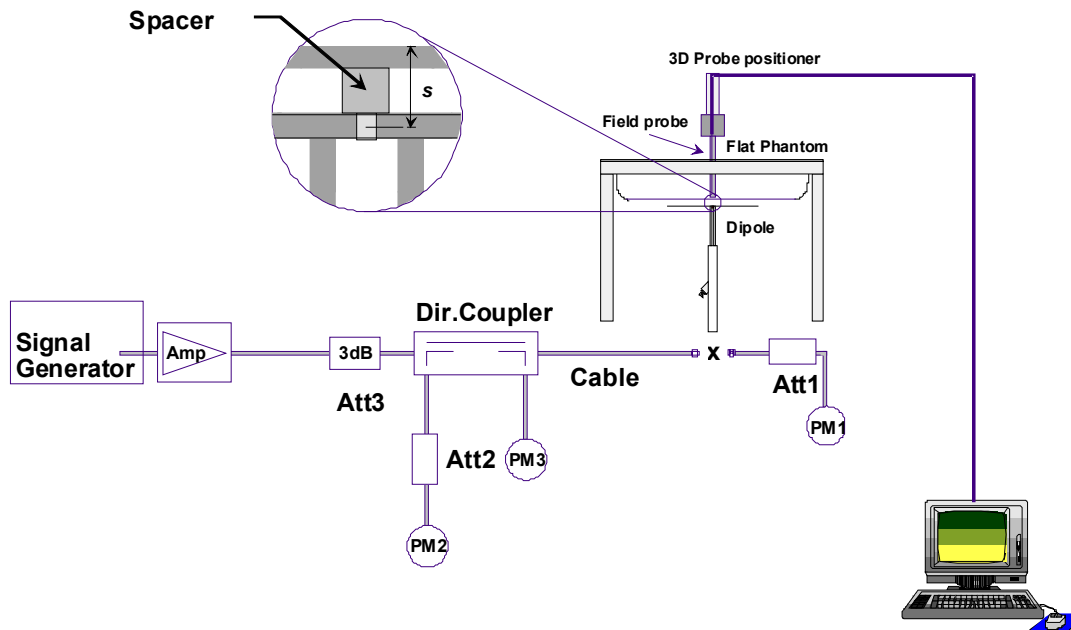 Spacer
s
3D Probe positioner
Field probe
Flat Phantom
Dipole
Signal
Generator
Amp
3dB
Att3
Dir.Coupler
Cable
x
Att1
PM1
Att2
PM3
PM2